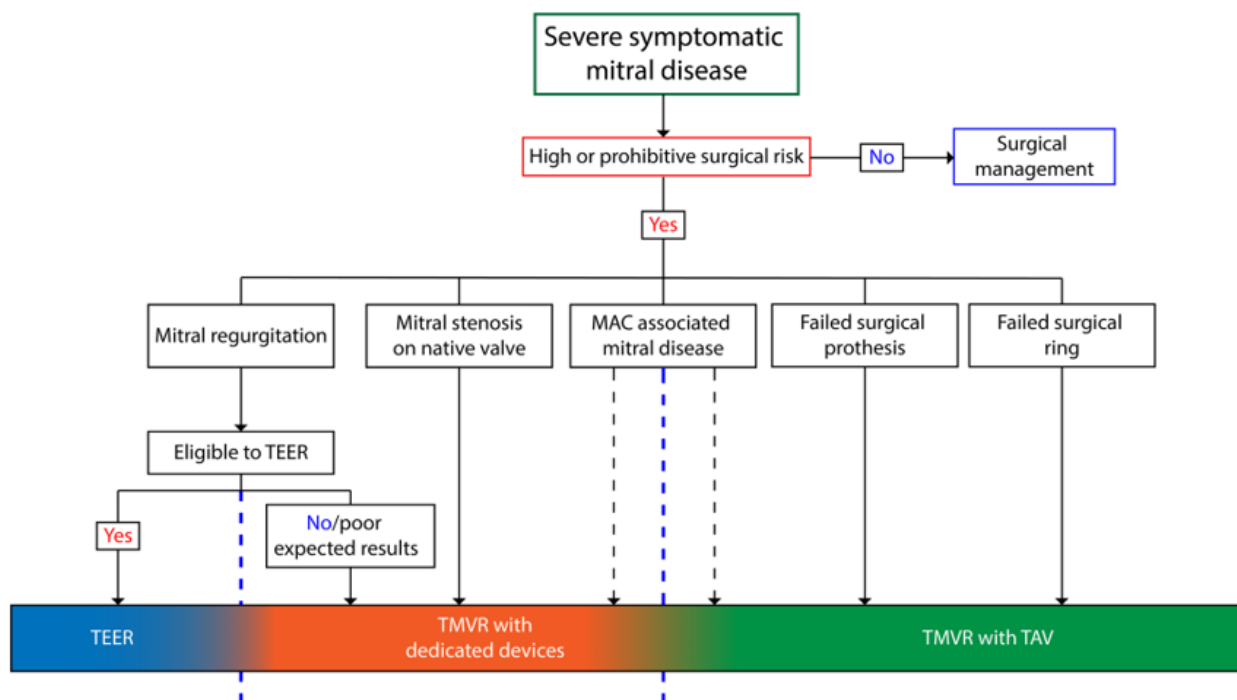 Severe symptomatic
mitral disease
High or prohibitive surgical risk
No
Surgical
management
Yes
Mitral regurgitation
Mitral stenosis
on native valve
MAC associated
mitral disease
Failed surgical
prothesis
Failed surgical
ring
Eligible to TEER
Yes
No/poor
expected results
TEER
TMVR with
dedicated devices
TMVR with TAV